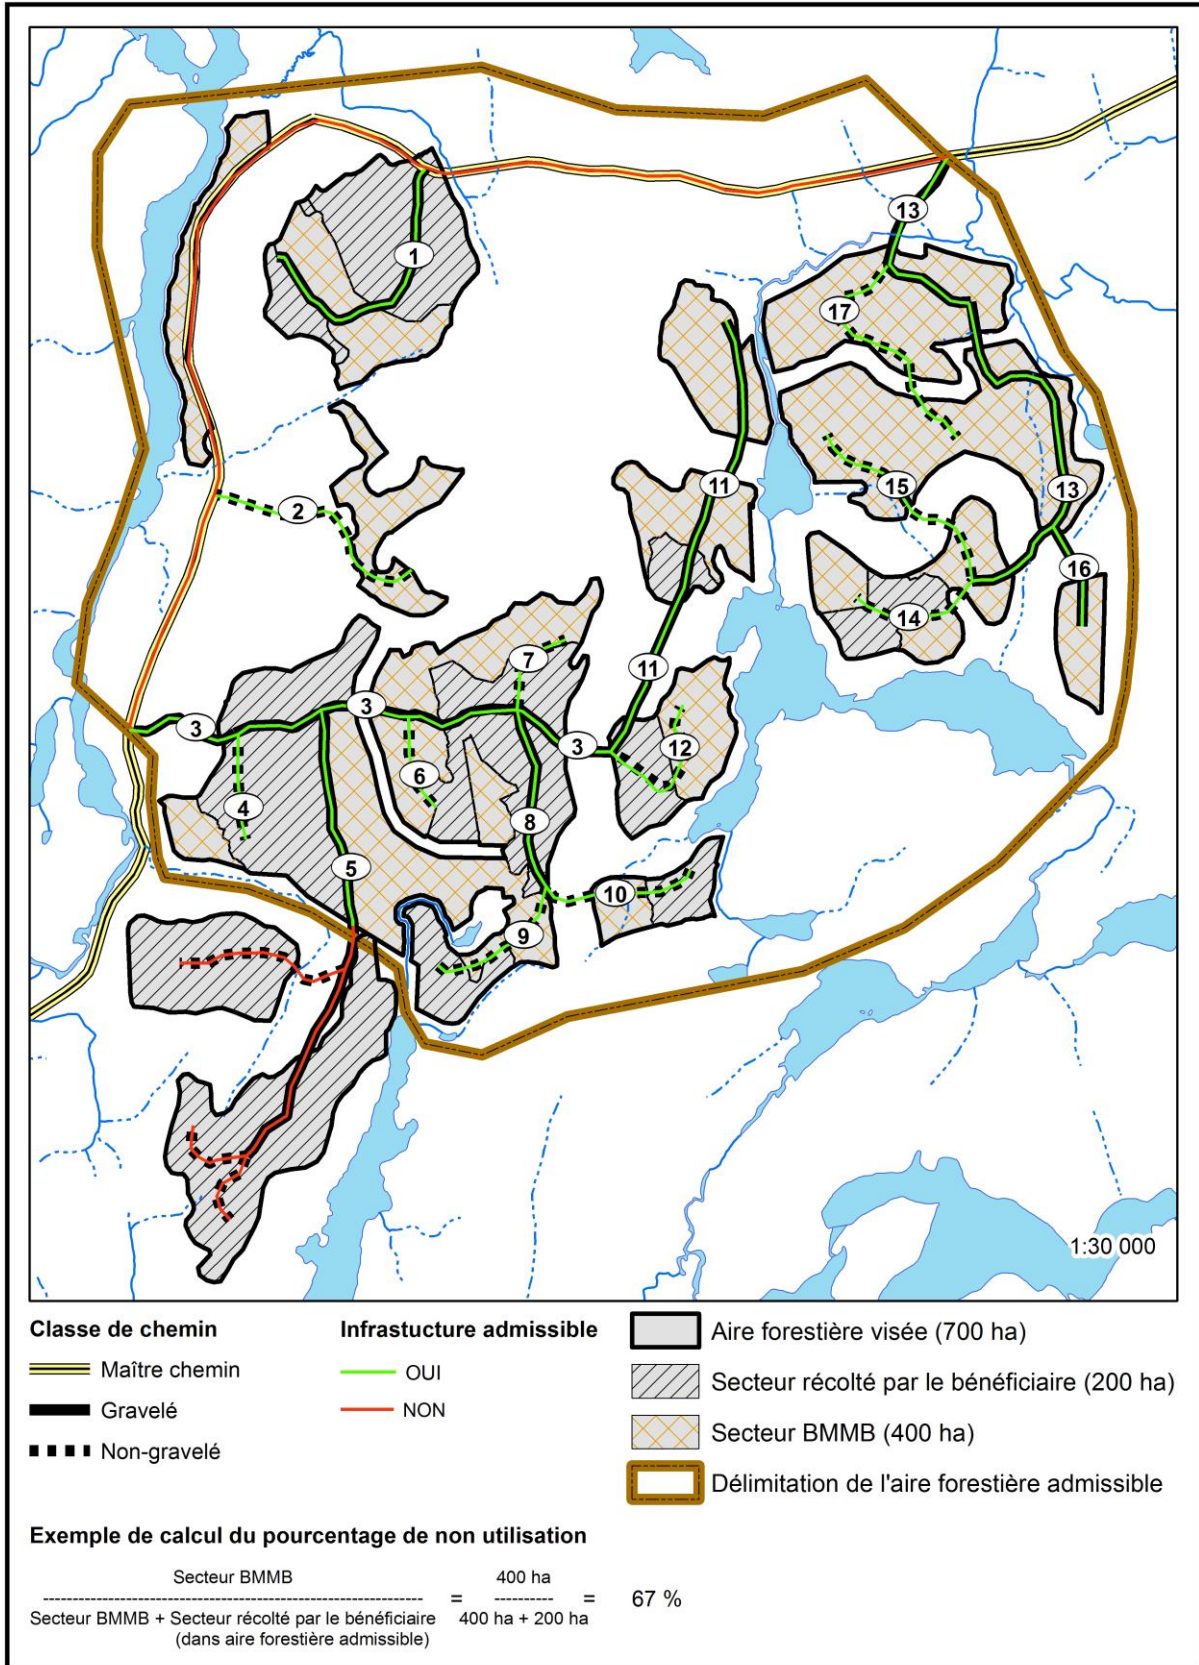 1
13
17
2
11
15
13
16
14
7
11
3
3
3
12
6
4
8
5
10
9
1:30 000
Classe de chemin
Maître chemin
Gravelé
Non-gravelé
Infrastucture admissible
OUI
NON
Aire forestière visée (700 ha)
Secteur récolté par le bénéficiaire (200 ha)
Secteur BMMB (400 ha)
Délimitation de l'aire forestière admissible
Exemple de calcul du pourcentage de non utilisation
Secteur BMMB 400 ha
---------------------------------------------------------------------- = ---------- = 67 %
Secteur BMMB + Secteur récolté par le bénéficiaire 400 ha + 200 ha
(dans aire forestière admissible)